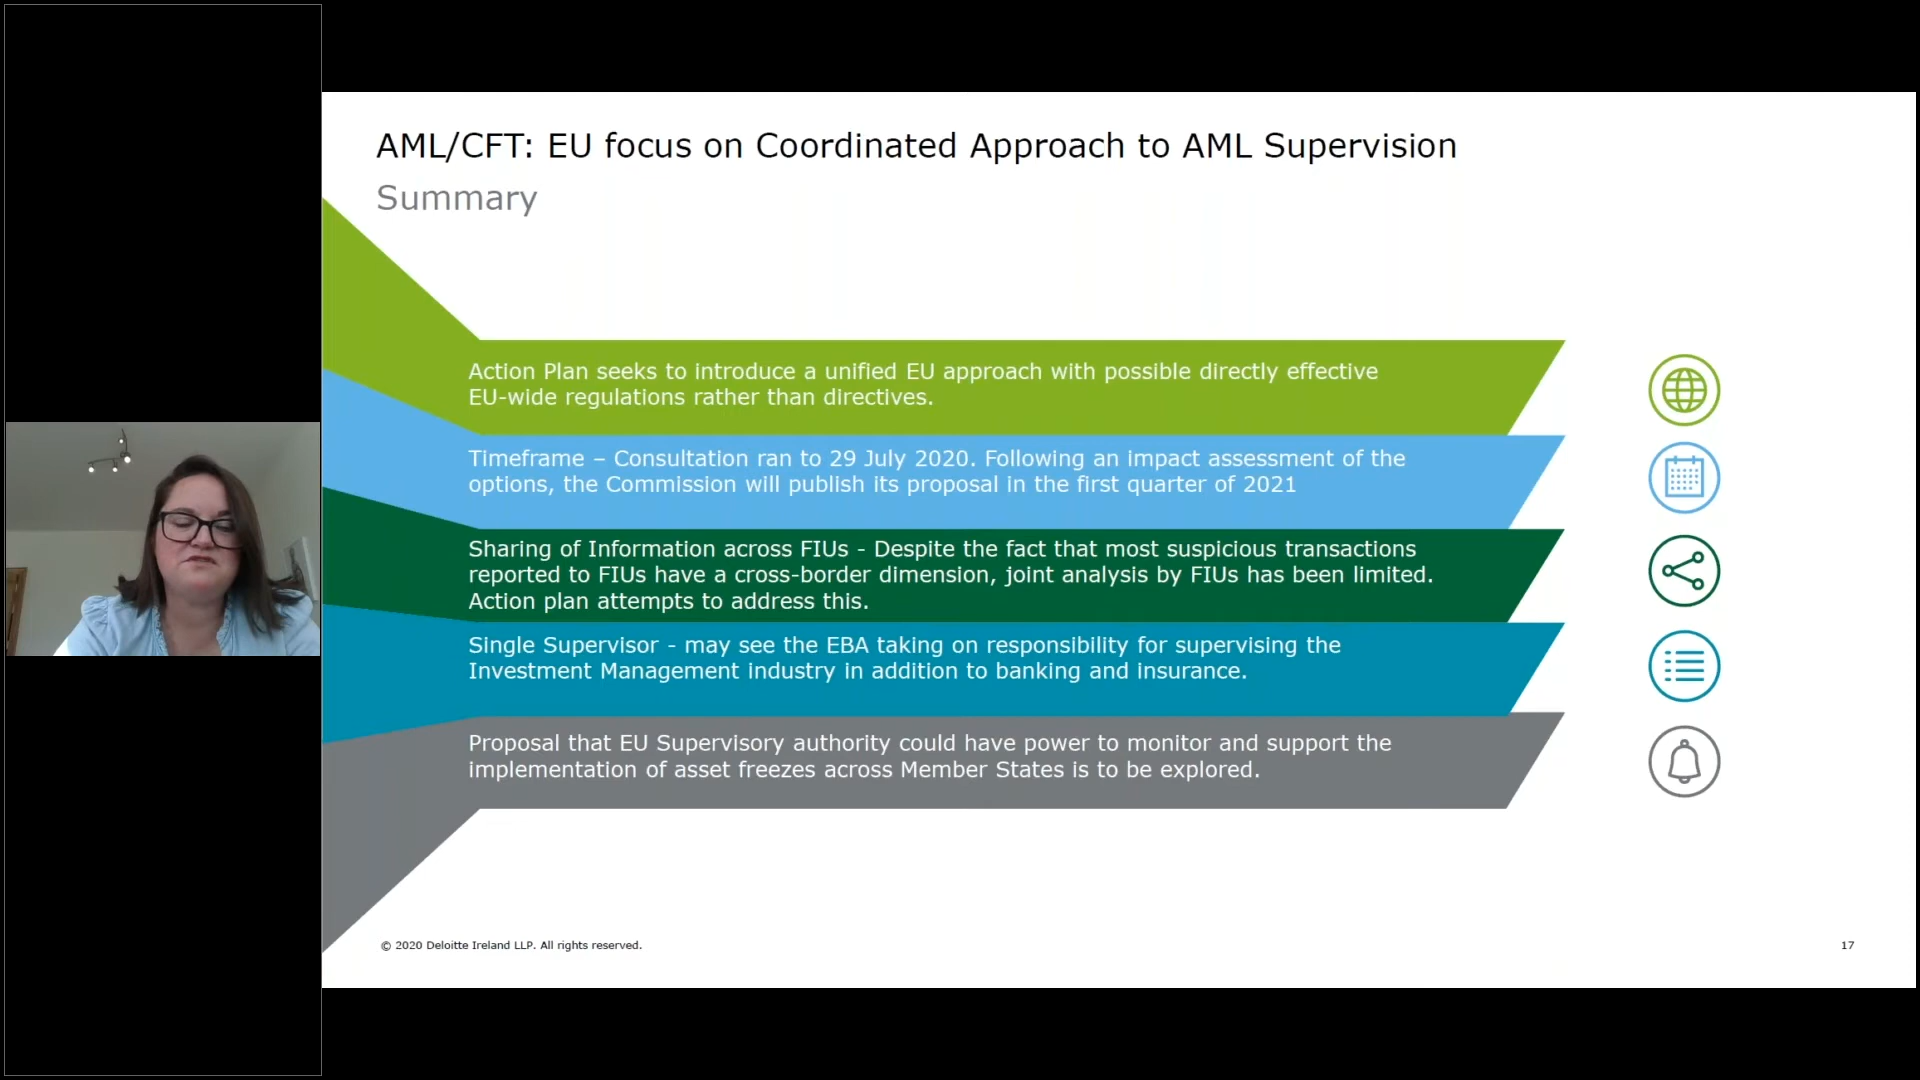 AML/CFT: EU focus on Coordinated Approach to AML Supervision
Summary
Action Plan seeks to introduce a unified EU approach with possible directly effective
EU-wide regulations rather than directives.
Timeframe – Consultation ran to 29 July 2020. Following an impact assessment of the
options, the Commission will publish its proposal in the first quarter of 2021
Sharing of Information across FIUs - Despite the fact that most suspicious transactions
reported to FIUs have a cross-border dimension, joint analysis by FIUs has been limited.
Action plan attempts to address this.
Single Supervisor - may see the EBA taking on responsibility for supervising the
Investment Management industry in addition to banking and insurance.
Proposal that EU Supervisory authority could have power to monitor and support the
implementation of asset freezes across Member States is to be explored.
© 2020 Deloitte Ireland LLP. All rights reserved.
17